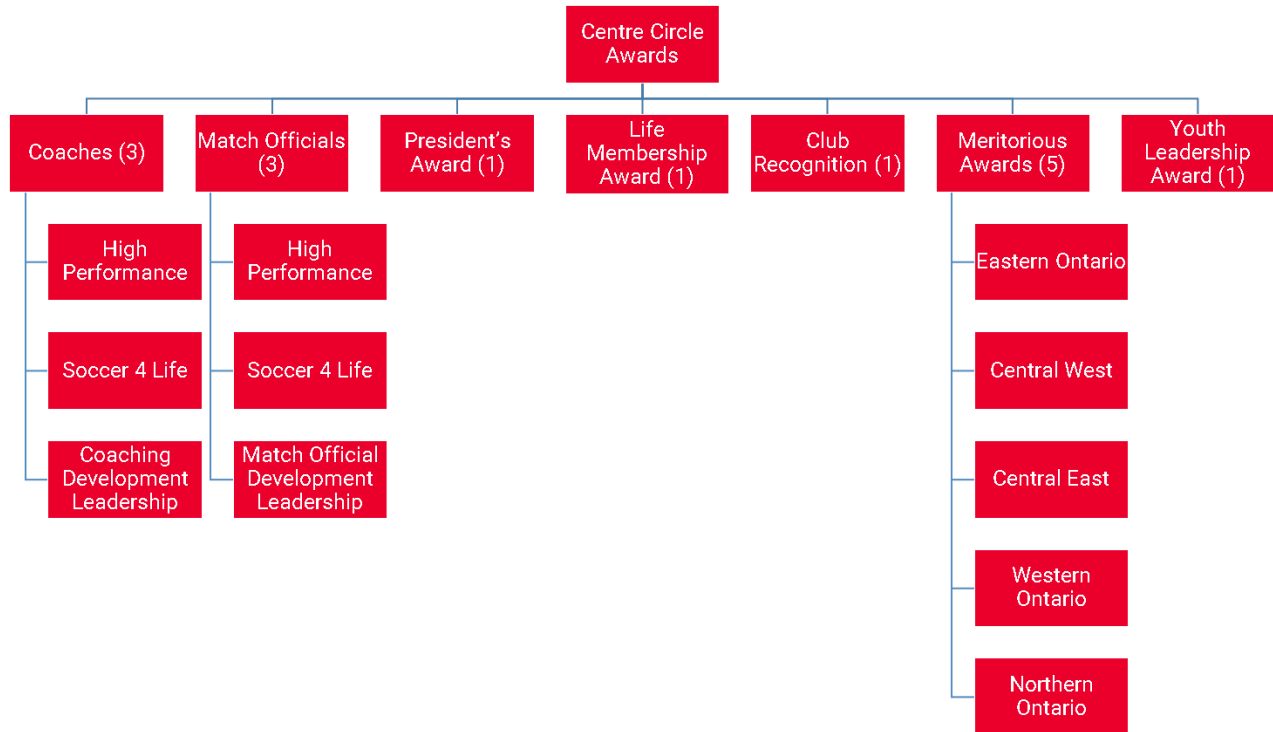 Centre Circle
Awards
Coaches (3)
Match Officials
(3)
President’s
Award (1)
Life
Membership
Award (1)
Club
Recognition (1)
Meritorious
Awards (5)
Youth
Leadership
Award (1)
High
Performance
Soccer 4 Life
Coaching
Development
Leadership
High
Performance
Soccer 4 Life
Match Official
Development
Leadership
Eastern Ontario
Central West
Central East
Western
Ontario
Northern
Ontario